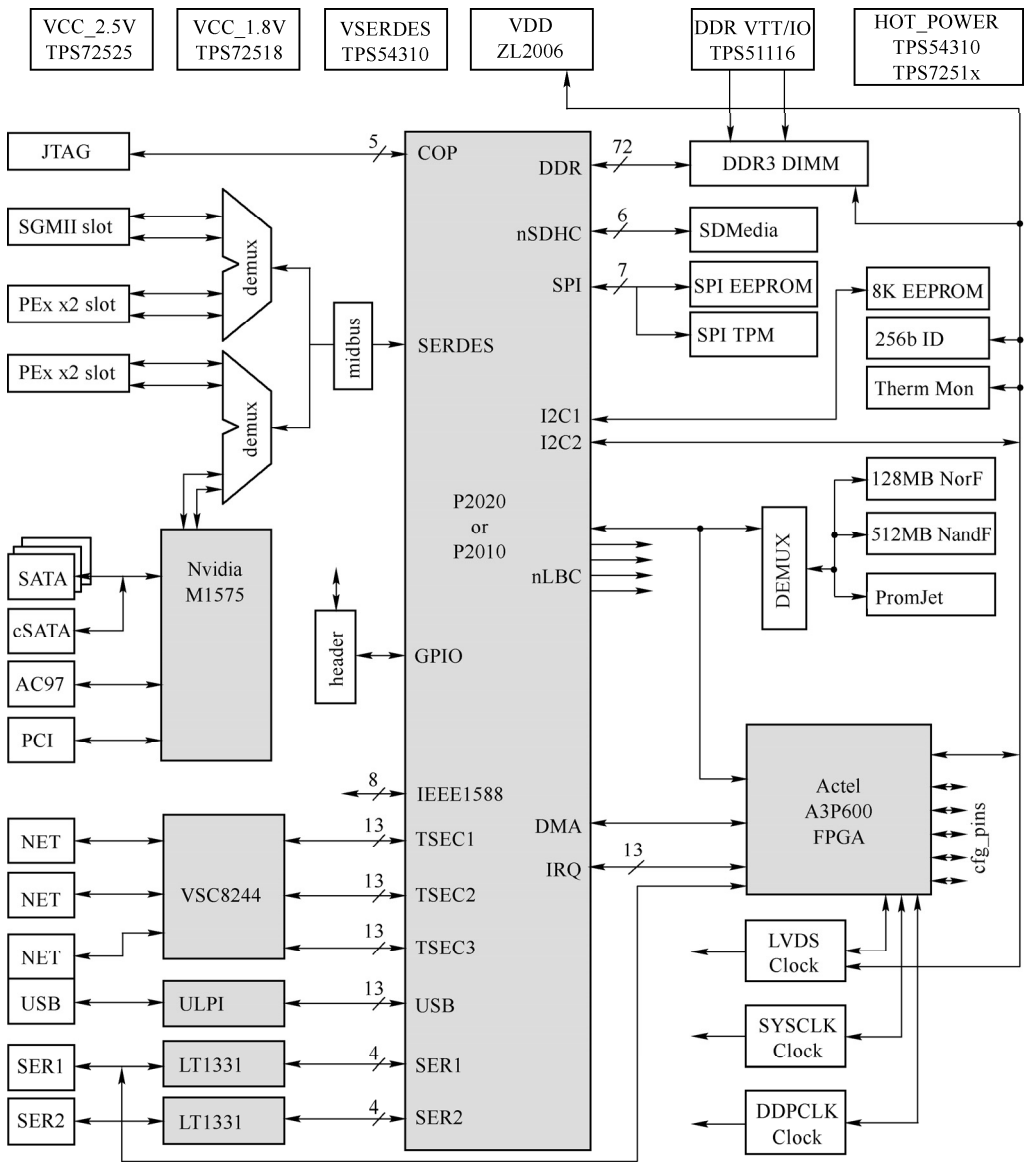 VCC_2.5V
TPS72525
VCC_1.8V
TPS72518
VSERDES
TPS54310
VDD
ZL2006
DDR VTT/IO
TPS51116
HOT_POWER
TPS54310
TPS7251x
JTAG
5
COP
DDR
72
DDR3 DIMM
SGMII slot
demux
nSDHC
6
SDMedia
PEx x2 slot
SPI
7
SPI EEPROM
8K EEPROM
SPI TPM
256b ID
SERDES
midbus
PEx x2 slot
demux
Therm Mon
I2C1
I2C2
P2020
or
P2010
128MB NorF
512MB NandF
PromJet
DEMUX
nLBC
Nvidia
M1575
SATA
cSATA
AC97
PCI
header
GPIO
8
IEEE1588
Actel
A3P600
FPGA
cfg_pins
DMA
IRQ
13
NET
NET
NET
VSC8244
13
TSEC1
13
TSEC2
13
TSEC3
USB
ULPI
13
USB
SER1
LT1331
4
SER1
SER2
LT1331
4
SER2
LVDS
Clock
SYSCLK
Clock
DDPCLK
Clock